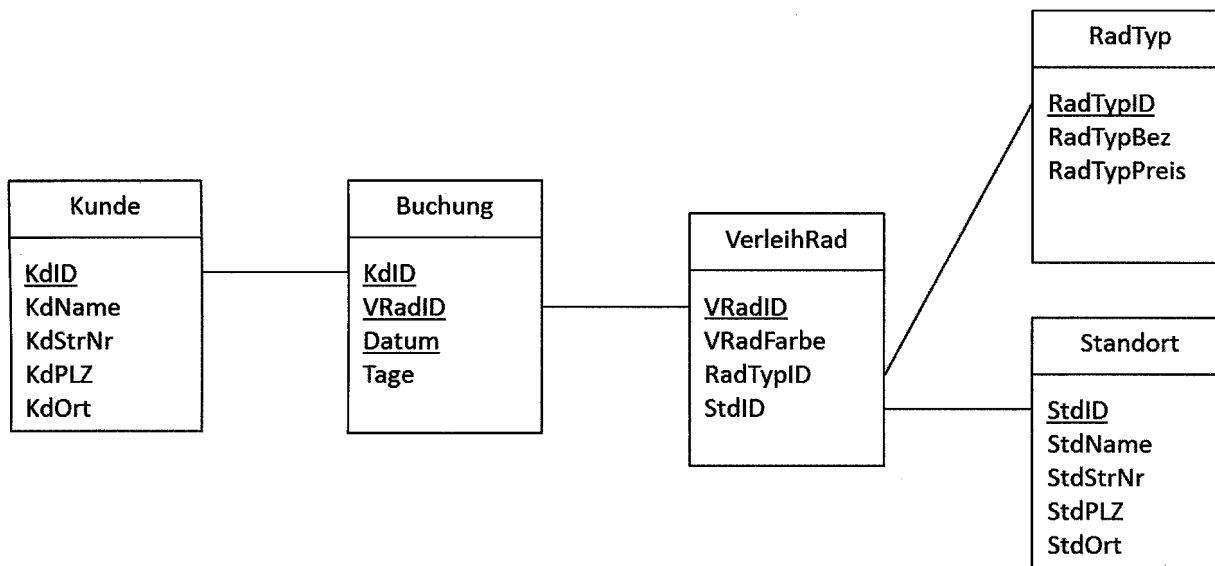 Kunde
KdID
KdName
KdStrNr
KdPLZ
KdOrt
Buchung
KdID
VRadID
Datum
Tage
VerleihRad
VRadID
VRadFarbe
RadTypID
StdID
RadTyp
RadTypID
RadTypBez
RadTypPreis
Standort
StdID
StdName
StdStrNr
StdPLZ
StdOrt